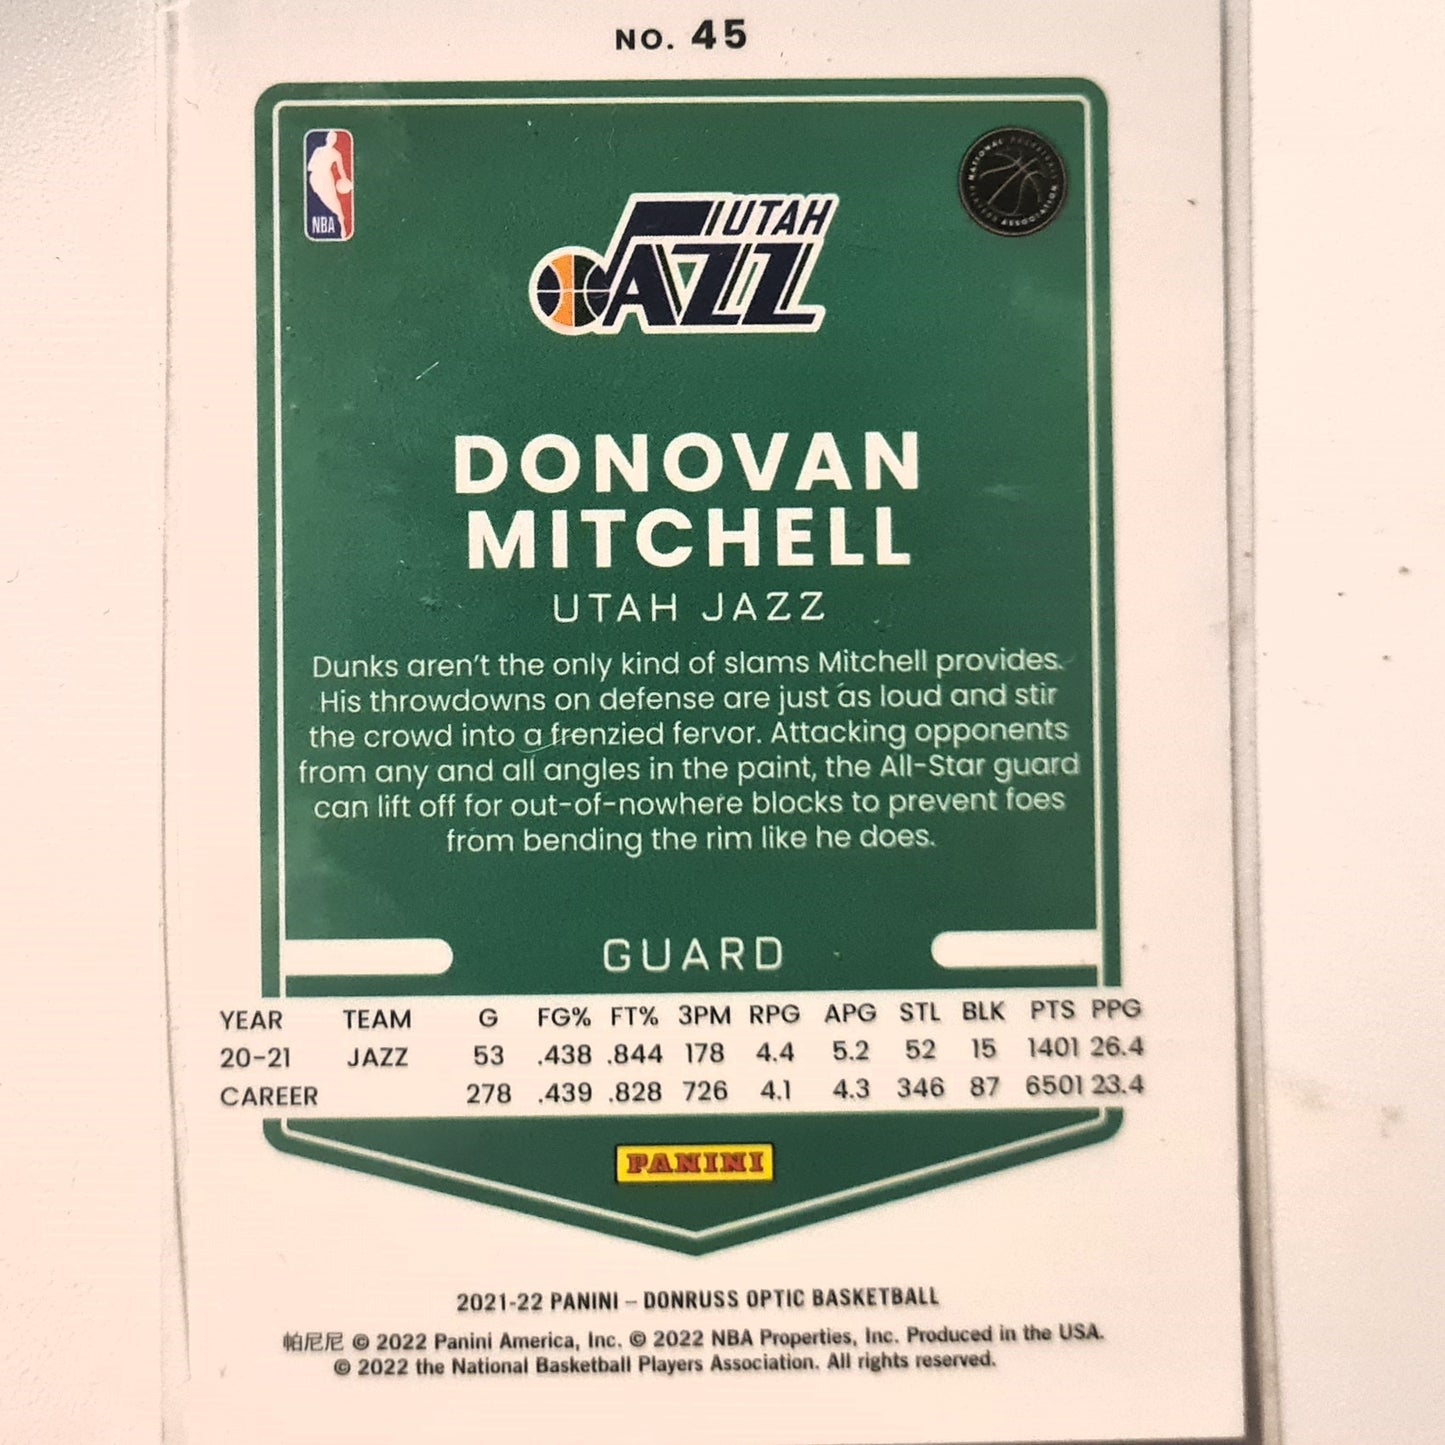 NO. 45
NBA
NATIONAL BASKETBALL PLAYERS ASSOCIATION
UTAH
JAZZ
DONOVAN
MITCHELL
UTAH JAZZ
Dunks aren't the only kind of slams Mitchell provides.
His throwdowns on defense are just as loud and stir
the crowd into a frenzied fervor. Attacking opponents
from any and all angles in the paint, the All-Star guard
can lift off for out-of-nowhere blocks to prevent foes
from bending the rim like he does.
GUARD
YEAR TEAM G FG% FT% 3PM RPG APG STL BLK PTS PPG
20-21 JAZZ 53 .438 .844 178 4.4 5.2 52 15 1401 26.4
CAREER 278 .439 .828 726 4.1 4.3 346 87 6501 23.4
PANINI
2021-22 PANINI – DONRUSS OPTIC BASKETBALL
帕尼尼 © 2022 Panini America, Inc. © 2022 NBA Properties, Inc. Produced in the USA.
© 2022 the National Basketball Players Association. All rights reserved.